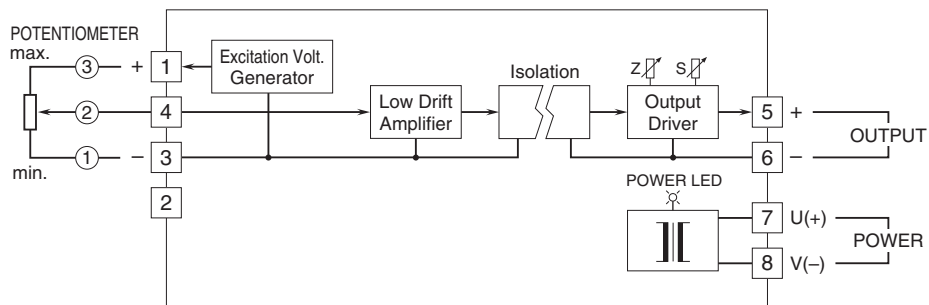 POTENTIOMETER
max.
3
+
1
Excitation Volt.
Generator
2
4
Low Drift
Amplifier
Isolation
Z
S
Output
Driver
5
+
OUTPUT
1
–
3
6
–
min.
2
POWER LED
7
U(+)
POWER
8
V(–)